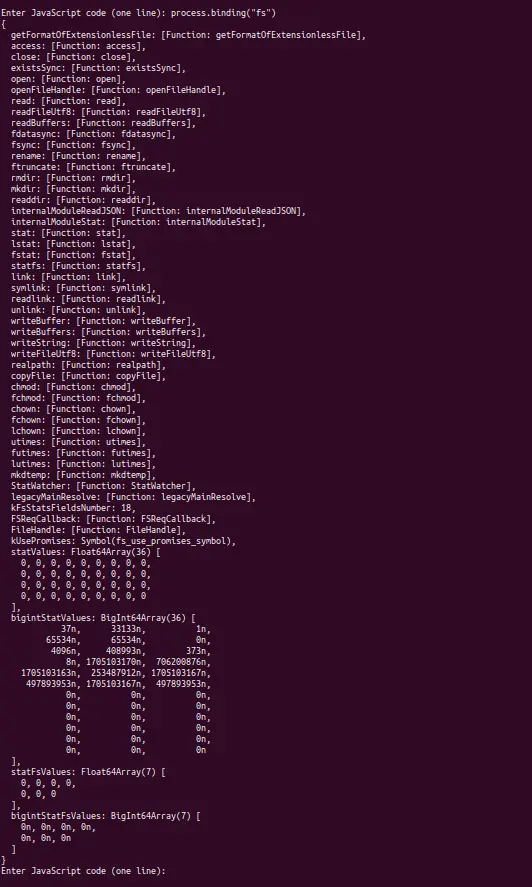 Enter JavaScript code (one line): process.binding("fs")
{
  getFormatOfExtensionlessFile: [Function: getFormatOfExtensionlessFile],
  access: [Function: access],
  close: [Function: close],
  existsSync: [Function: existsSync],
  open: [Function: open],
  openFileHandle: [Function: openFileHandle],
  read: [Function: read],
  readFileUtf8: [Function: readFileUtf8],
  readBuffers: [Function: readBuffers],
  fdatasync: [Function: fdatasync],
  fsync: [Function: fsync],
  rename: [Function: rename],
  ftruncate: [Function: ftruncate],
  rmdir: [Function: rmdir],
  mkdir: [Function: mkdir],
  readdir: [Function: readdir],
  internalModuleReadJSON: [Function: internalModuleReadJSON],
  internalModuleStat: [Function: internalModuleStat],
  stat: [Function: stat],
  lstat: [Function: lstat],
  fstat: [Function: fstat],
  statfs: [Function: statfs],
  link: [Function: link],
  symlink: [Function: symlink],
  readlink: [Function: readlink],
  unlink: [Function: unlink],
  writeBuffer: [Function: writeBuffer],
  writeBuffers: [Function: writeBuffers],
  writeString: [Function: writeString],
  writeFileUtf8: [Function: writeFileUtf8],
  realpath: [Function: realpath],
  copyFile: [Function: copyFile],
  chmod: [Function: chmod],
  fchmod: [Function: fchmod],
  chown: [Function: chown],
  fchown: [Function: fchown],
  lchown: [Function: lchown],
  utimes: [Function: utimes],
  futimes: [Function: futimes],
  lutimes: [Function: lutimes],
  mkdtemp: [Function: mkdtemp],
  StatWatcher: [Function: StatWatcher],
  legacyMainResolve: [Function: legacyMainResolve],
  kFsStatsFieldsNumber: 18,
  FSReqCallback: [Function: FSReqCallback],
  FileHandle: [Function: FileHandle],
  kUsePromises: Symbol(fs_use_promises_symbol),
  statValues: Float64Array(36) [
    0, 0, 0, 0, 0, 0, 0, 0, 0,
    0, 0, 0, 0, 0, 0, 0, 0, 0,
    0, 0, 0, 0, 0, 0, 0, 0, 0,
    0, 0, 0, 0, 0, 0, 0, 0, 0
  ],
  bigintStatValues: BigInt64Array(36) [
            37n,     33133n,          1n,
         65534n,     65534n,          0n,
          4096n,    408993n,        373n,
             8n, 1705103170n,  706200876n,
    1705103163n,  253487912n, 1705103167n,
     497893953n, 1705103167n,  497893953n,
             0n,          0n,          0n,
             0n,          0n,          0n,
             0n,          0n,          0n,
             0n,          0n,          0n,
             0n,          0n,          0n,
             0n,          0n,          0n
  ],
  statFsValues: Float64Array(7) [
    0, 0, 0, 0,
    0, 0, 0
  ],
  bigintStatFsValues: BigInt64Array(7) [
    0n, 0n, 0n, 0n,
    0n, 0n, 0n
  ]
}
Enter JavaScript code (one line):